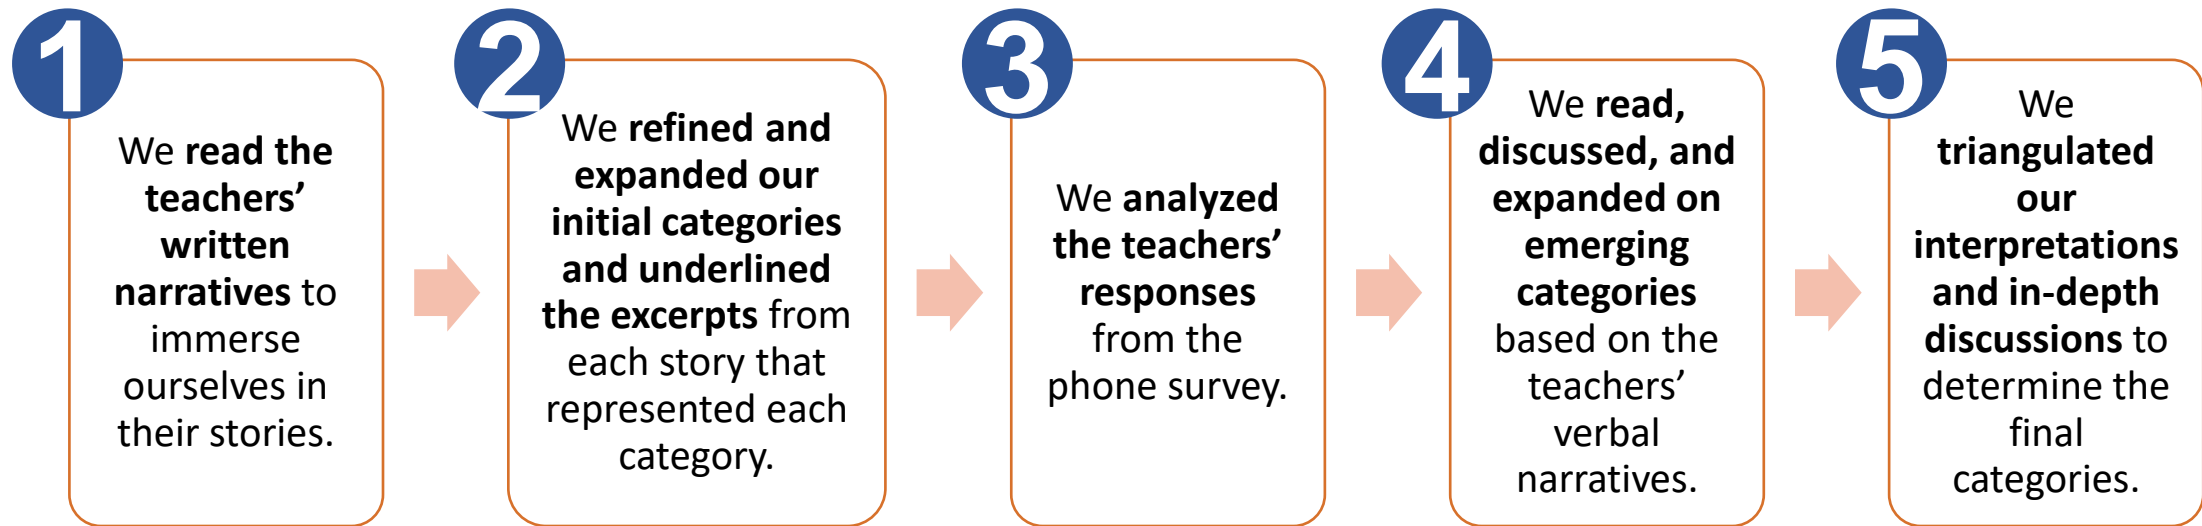 1
We read the
teachers’
written
narratives to
immerse
ourselves in
their stories.
2
We refined and
expanded our
initial categories
and underlined
the excerpts from
each story that
represented each
category.
3
We analyzed
the teachers’
responses
from the
phone survey.
4
We read,
discussed, and
expanded on
emerging
categories
based on the
teachers’
verbal
narratives.
5
We
triangulated
our
interpretations
and in-depth
discussions to
determine the
final
categories.